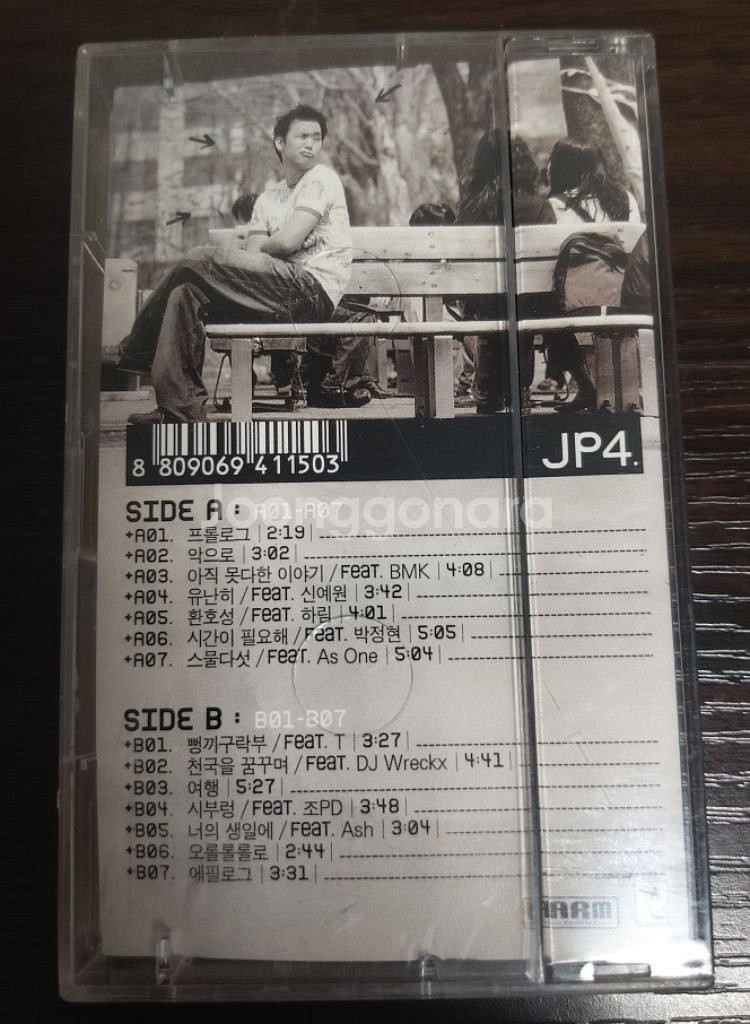 8 809069 411503
JP4.
joonggonara
SIDE A : A01-A07
+A01. 프롤로그 | 2:19 |
+A02. 악으로 | 3:02 |
+A03. 아직 못다한 이야기 / FEAT. BMK | 4:08 |
+A04. 유난히 / FEAT. 신예원 | 3:42 |
+A05. 환호성 / FEAT. 하림 | 4:01 |
+A06. 시간이 필요해 / FEAT. 박정현 | 5:05 |
+A07. 스물다섯 / FEAT. As One | 5:04 |
SIDE B : B01-B07
+B01. 뻥끼구락부 / FEAT. T | 3:27 |
+B02. 천국을 꿈꾸며 / FEAT. DJ Wreckx | 4:41 |
+B03. 여행 | 5:27 |
+B04. 시부렁 / FEAT. 조PD | 3:48 |
+B05. 너의 생일에 / FEAT. Ash | 3:04 |
+B06. 오롤롤롤로 | 2:44 |
+B07. 에필로그 | 3:31 |